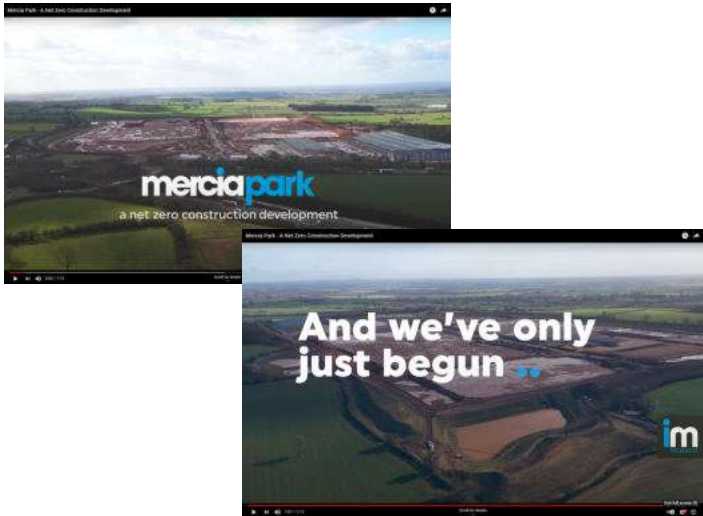 Mercia Park - A Net Zero Construction Development
merciapark
a net zero construction development
Mercia Park - A Net Zero Construction Development
And we've only
just begun ..
im